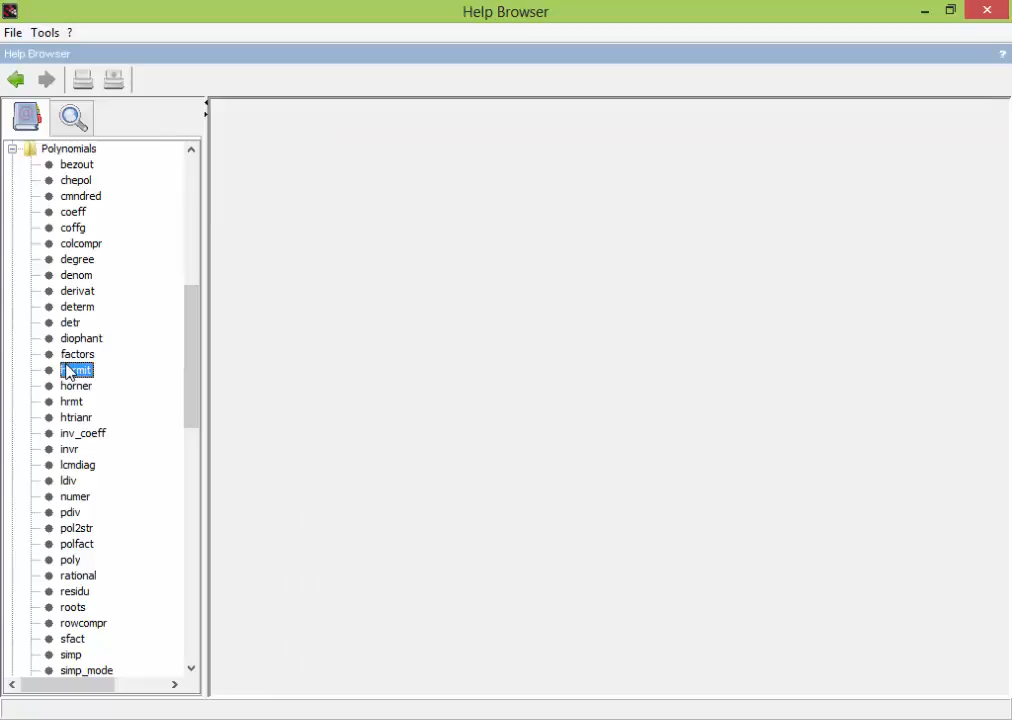 Help Browser
File Tools ?
Help Browser ?
Polynomials
bezout
chepol
cmndred
coeff
coffg
colcompr
degree
denom
derivat
determ
detr
diophant
factors
horner
hrmt
htrianr
inv_coeff
invr
lcmdiag
ldiv
numer
pdiv
pol2str
polfact
poly
rational
residu
roots
rowcompr
sfact
simp
simp_mode